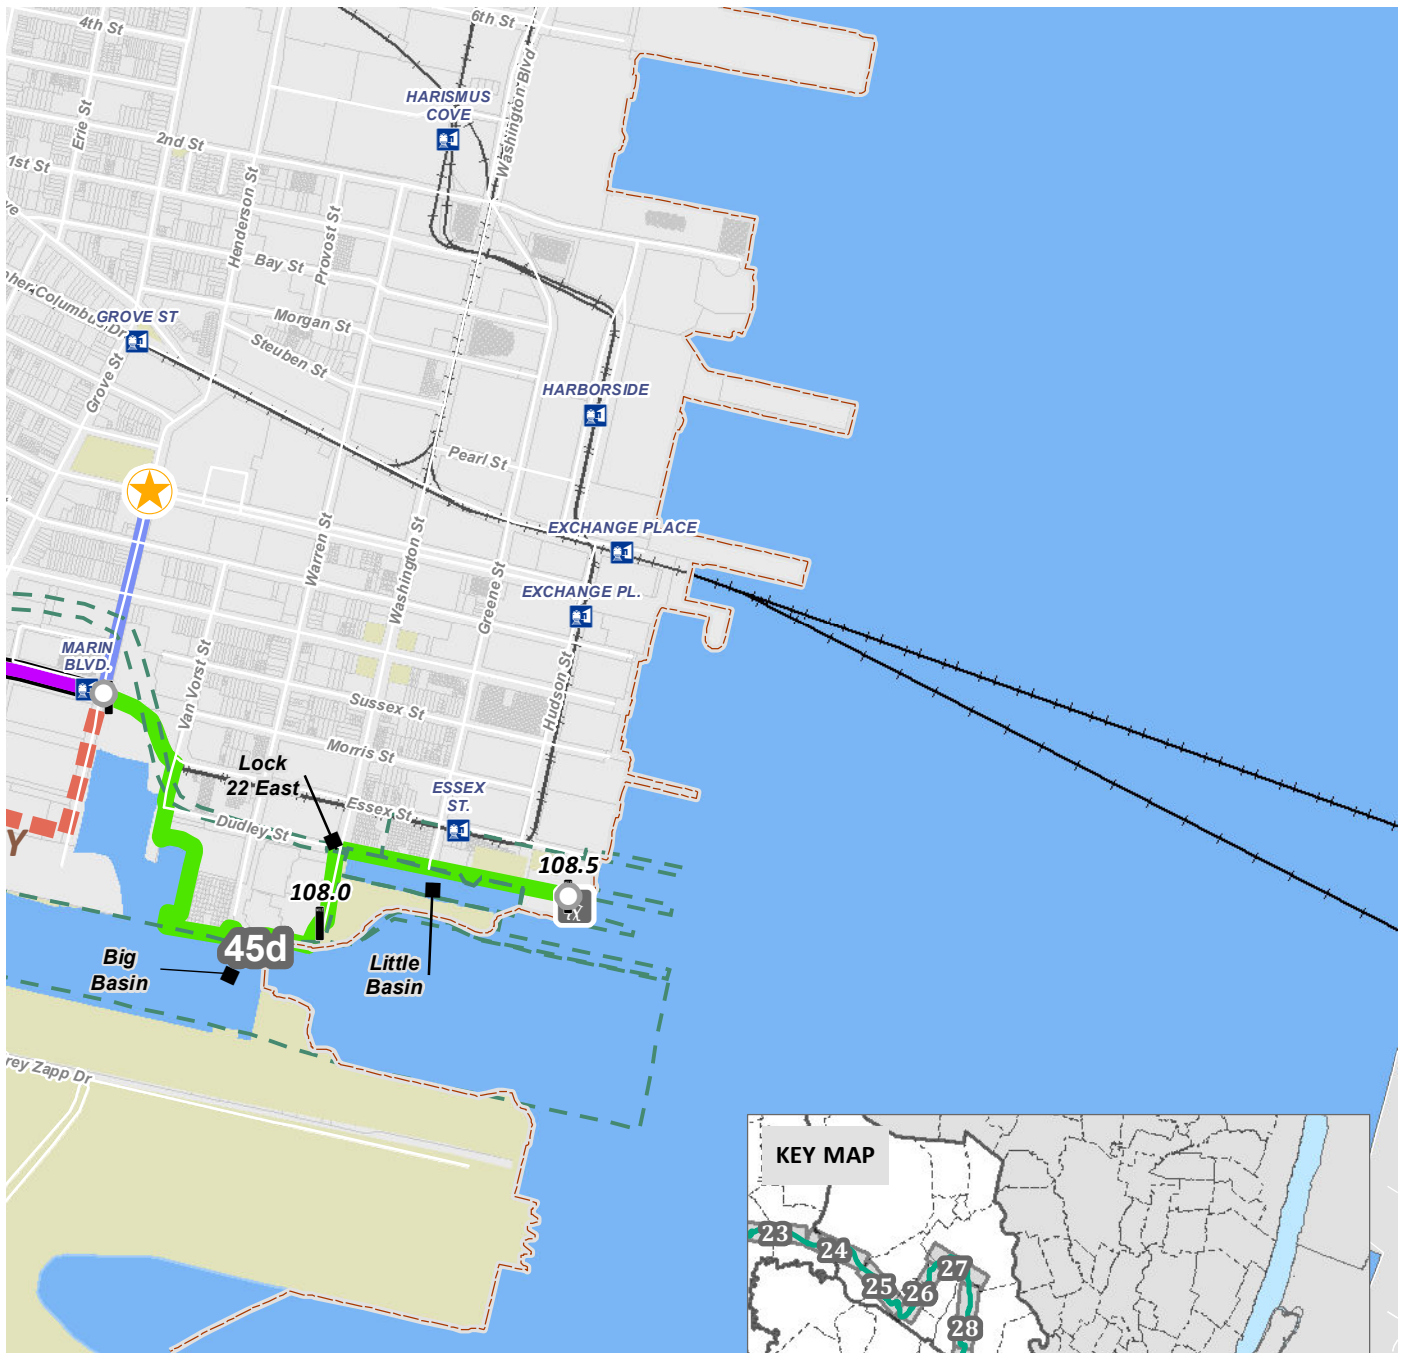 4th St
6th St
Erie St
HARISMUS
COVE
Washington Blvd
2nd St
1st St
Henderson St
Provost St
Bay St
pher Columbus Dr
GROVE ST
Morgan St
Steuben St
Grove St
HARBORSIDE
Pearl St
EXCHANGE PLACE
Warren St
Washington St
Greene St
EXCHANGE PL.
MARIN
BLVD.
Van Vorst St
Hudson St
Sussex St
Morris St
Lock
22 East
ESSEX
ST.
Essex St
Dudley St
Y
108.5
108.0
45d
Big
Basin
Little
Basin
rey Zapp Dr
KEY MAP
23
24
25
26
27
28